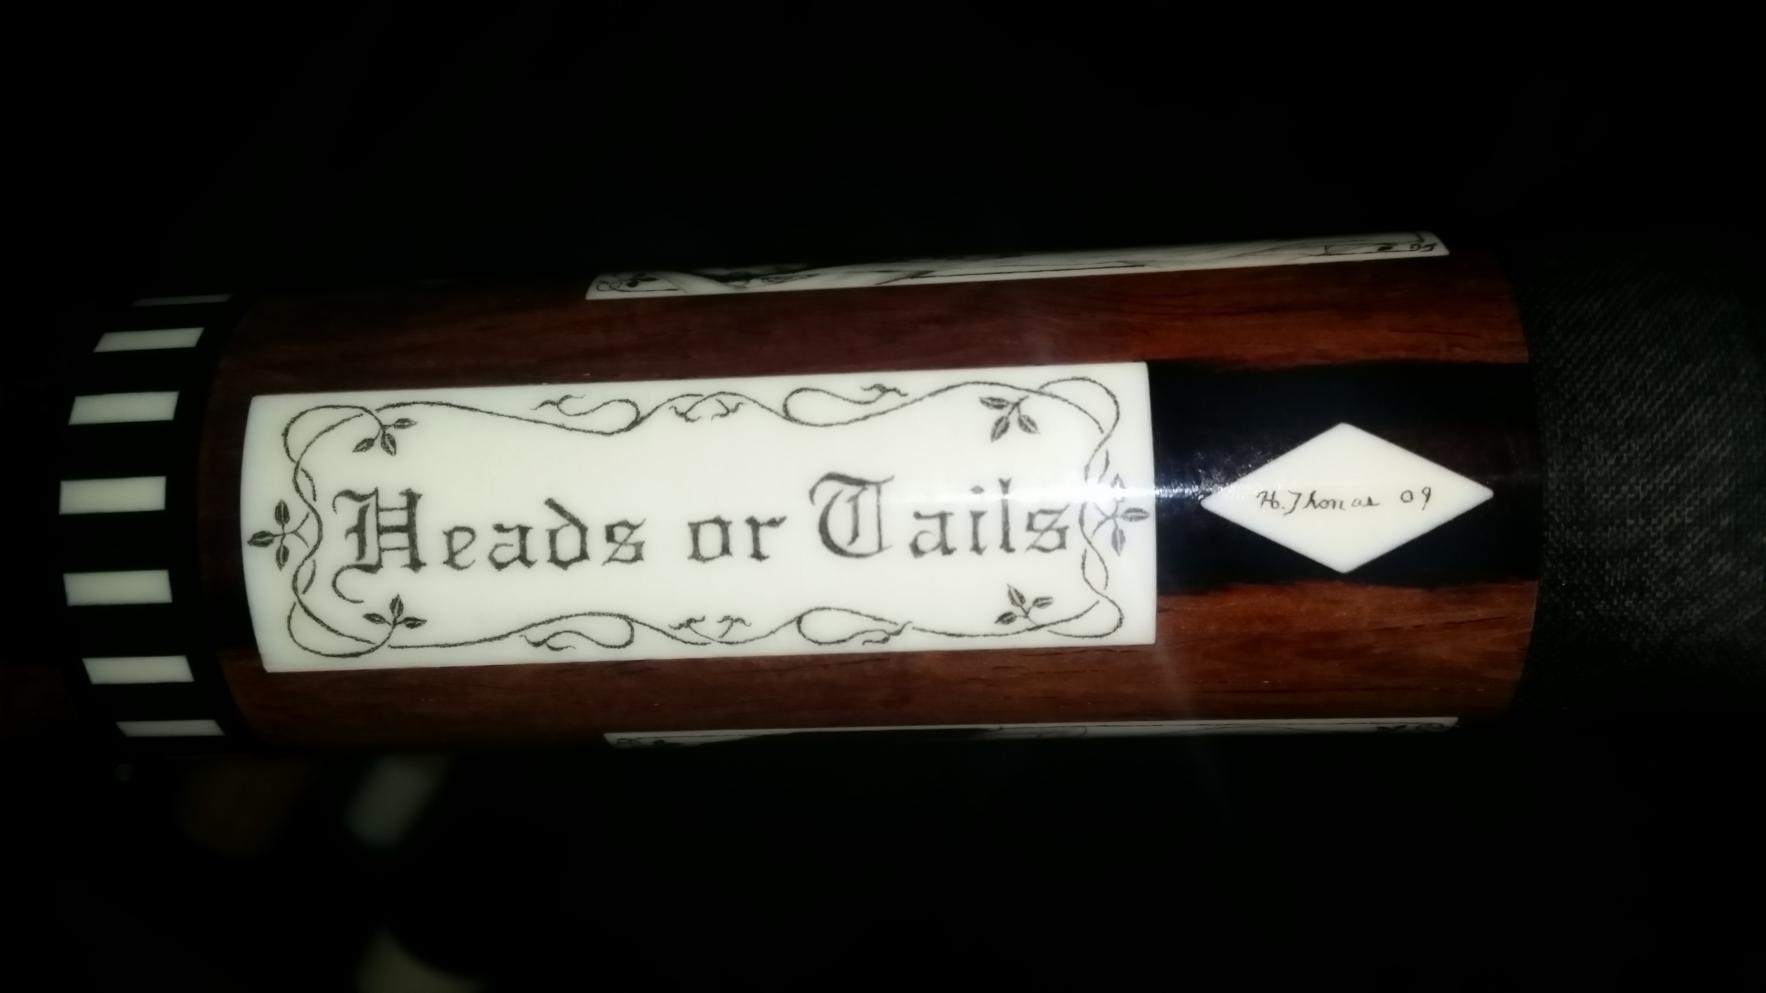 Heads or Tails
H. Thomas 09